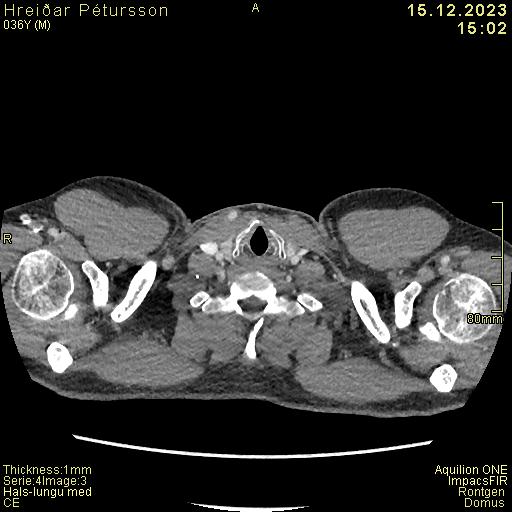 Hreiðar Pétursson
036Y (M)
A
15.12.2023
15:02
R
80mm
Thickness:1mm
Serie:4Image:3
Hals-lungu med
CE
Aquilion ONE
ImpacsFIR
Rontgen
Domus